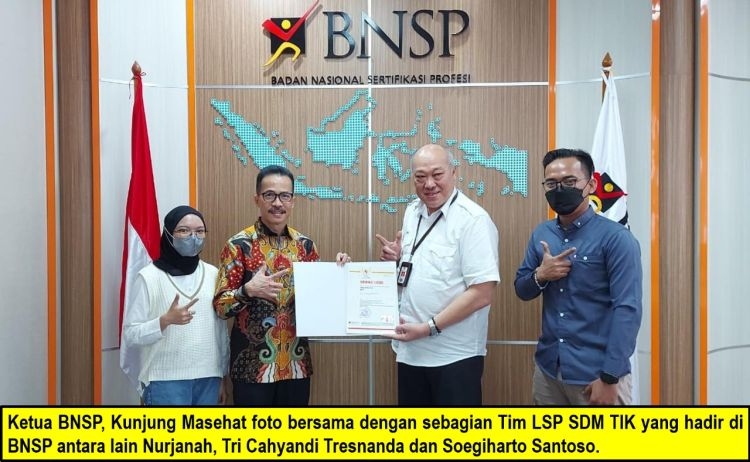 BNSP
BADAN NASIONAL SERTIFIKASI PROFESI
Ketua BNSP, Kunjung Masehat foto bersama dengan sebagian Tim LSP SDM TIK yang hadir di
BNSP antara lain Nurjanah, Tri Cahyandi Tresnanda dan Soegiharto Santoso.